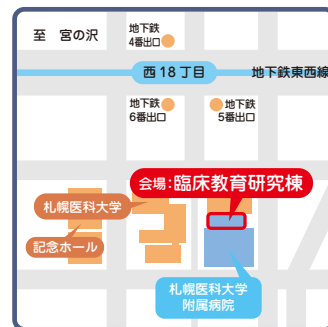 至 宮の沢
地下鉄
4番出口
西18丁目
地下鉄東西線
地下鉄
6番出口
地下鉄
5番出口
会場:臨床教育研究棟
札幌医科大学
記念ホール
札幌医科大学
附属病院